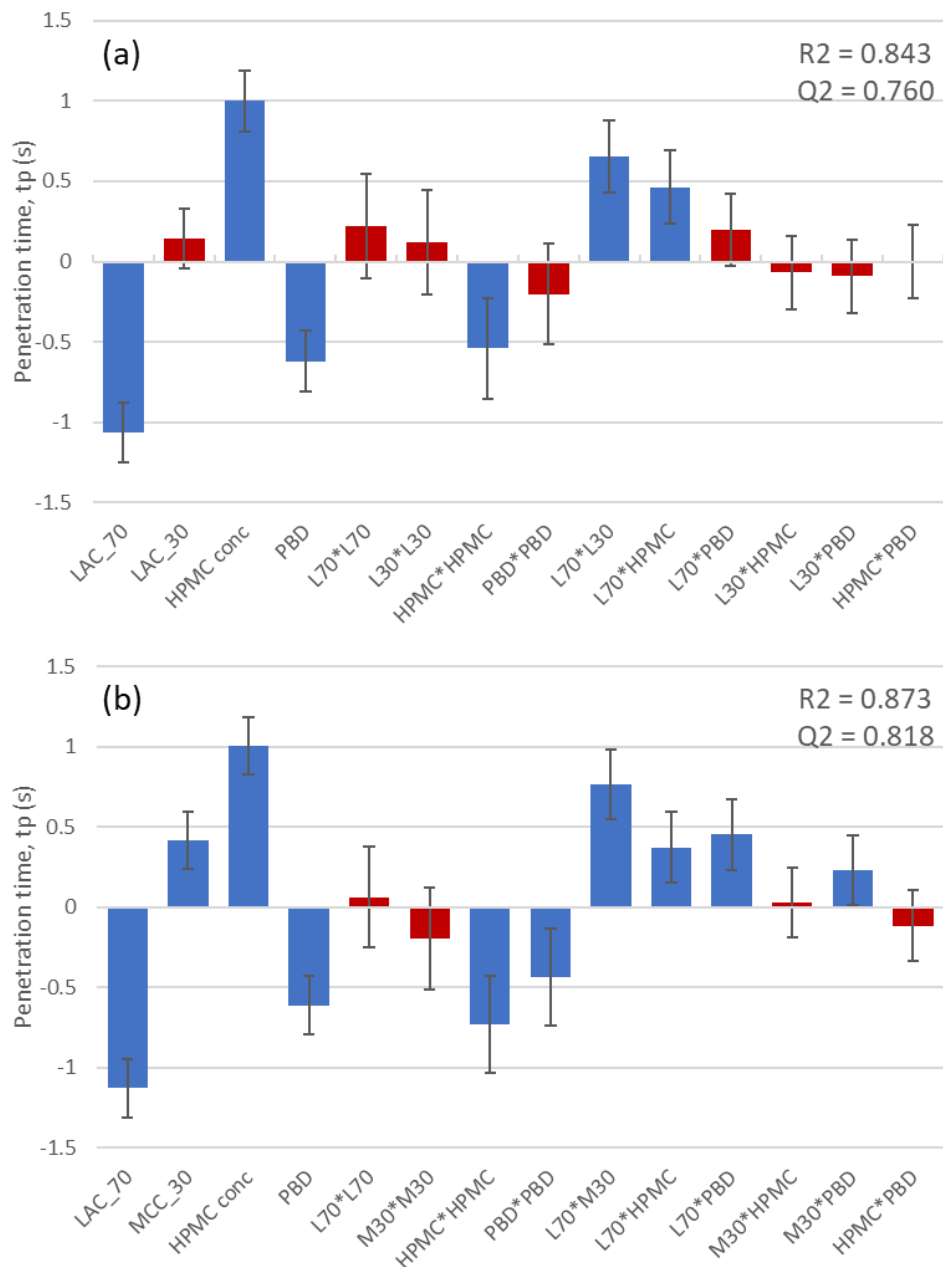 (a)
R2 = 0.843
Q2 = 0.760
Penetration time, tp (s)
1.5
1
0.5
0
-0.5
-1
-1.5
LAC_70
LAC_30
HPMC conc
PBD
L70*L70
L30*L30
HPMC*HPMC
PBD*PBD
L70*L30
L70*HPMC
L70*PBD
L30*HPMC
L30*PBD
HPMC*PBD
(b)
R2 = 0.873
Q2 = 0.818
Penetration time, tp (s)
1.5
1
0.5
0
-0.5
-1
-1.5
LAC_70
MCC_30
HPMC conc
PBD
L70*L70
M30*M30
HPMC*HPMC
PBD*PBD
L70*M30
L70*HPMC
L70*PBD
M30*HPMC
M30*PBD
HPMC*PBD